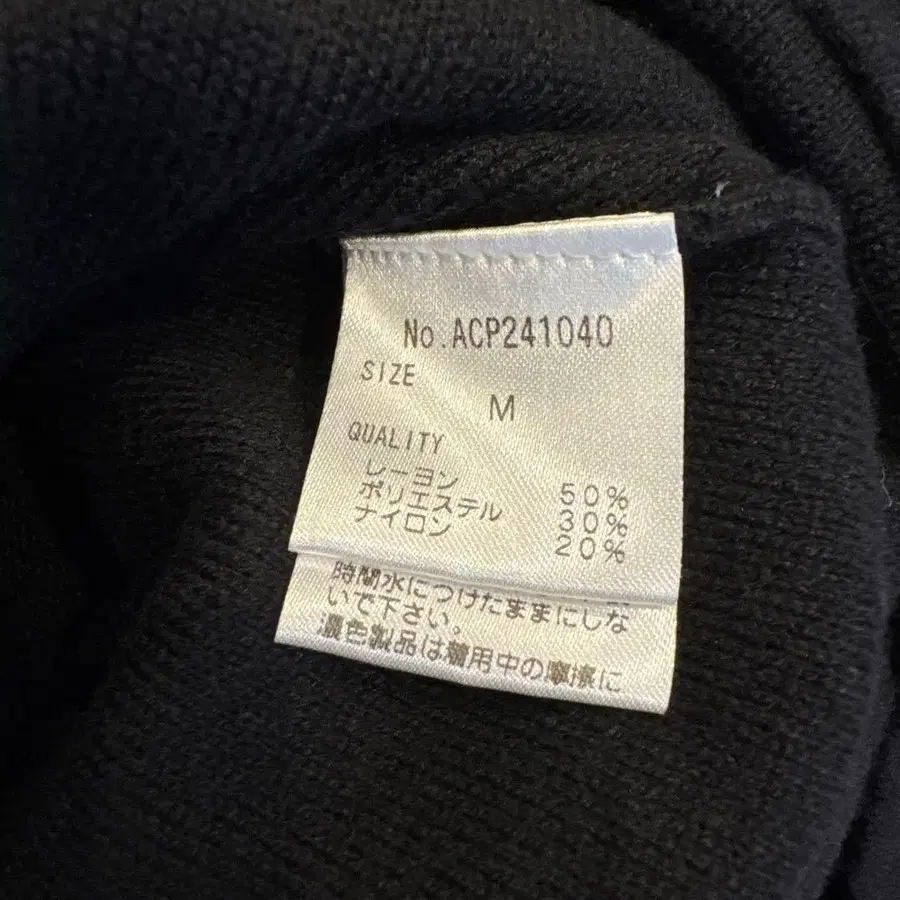 No.ACP241040
SIZE
M
QUALITY
レーヨン 50%
ポリエステル 30%
ナイロン 20%
時間水につけたままにしな
いで下さい。
濃色製品は着用中の摩擦に